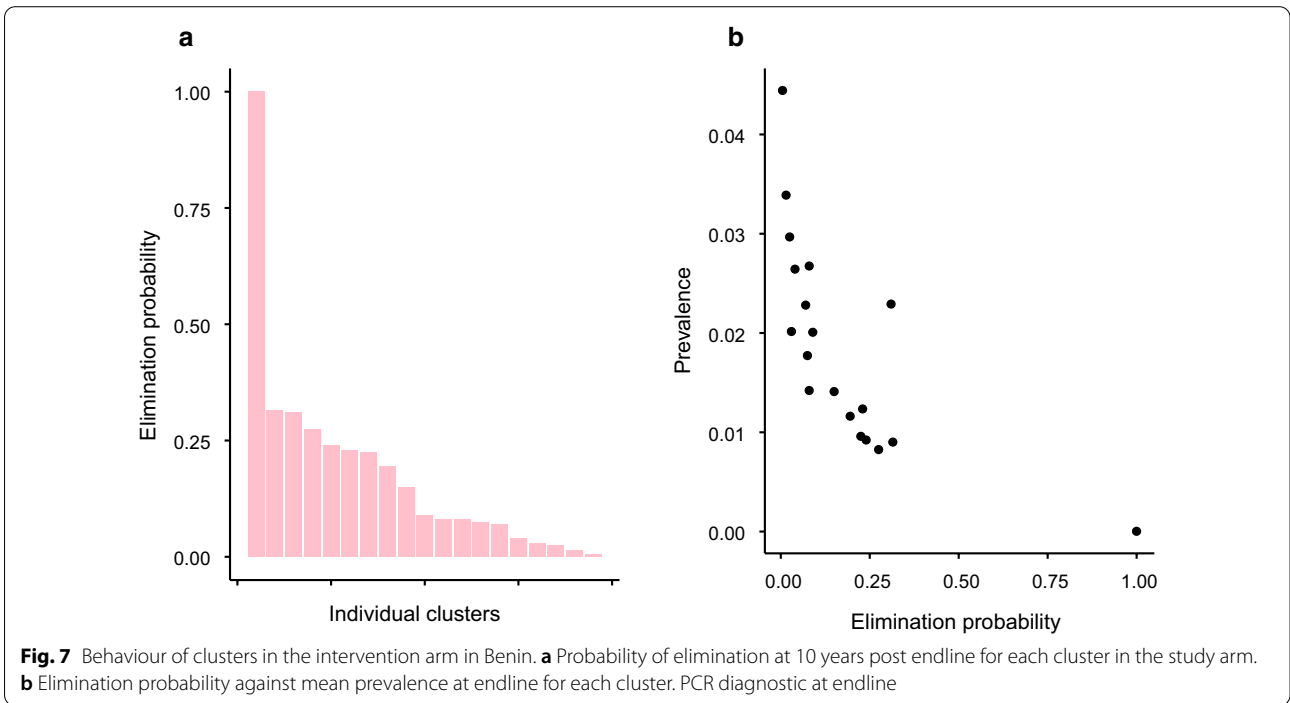 a
1.00
0.75
0.50
0.25
0.00
Elimination probability
Individual clusters
b
0.04
0.03
0.02
0.01
0.00
Prevalence
0.00 0.25 0.50 0.75 1.00
Elimination probability
Fig. 7 Behaviour of clusters in the intervention arm in Benin. a Probability of elimination at 10 years post endline for each cluster in the study arm.
b Elimination probability against mean prevalence at endline for each cluster. PCR diagnostic at endline